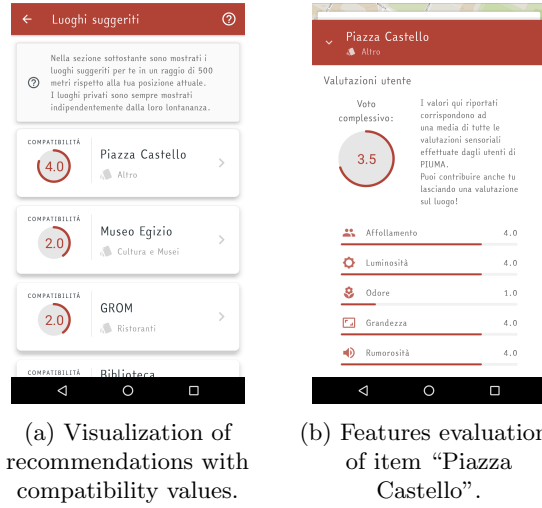 Luoghi suggeriti
Nella sezione sottostante sono mostrati i
luoghi suggeriti per te in un raggio di 500
metri rispetto alla tua posizione attuale.
I luoghi privati sono sempre mostrati
indipendentemente dalla loro lontananza.
COMPATIBILITÀ
4.0
Piazza Castello
Altro
COMPATIBILITÀ
2.0
Museo Egizio
Cultura e Musei
COMPATIBILITÀ
2.0
GROM
Ristoranti
COMPATIBILITÀ
Biblioteca
(a) Visualization of
recommendations with
compatibility values.
Piazza Castello
Altro
Valutazioni utente
Voto
complessivo:
3.5
I valori qui riportati
corrispondono ad
una media di tutte le
valutazioni sensoriali
effettuate dagli utenti di
PIUMA.
Puoi contribuire anche tu
lasciando una valutazione
sul luogo!
Affollamento 4.0
Luminosità 4.0
Odore 1.0
Grandezza 4.0
Rumorosità 4.0
(b) Features evaluation
of item “Piazza
Castello”.